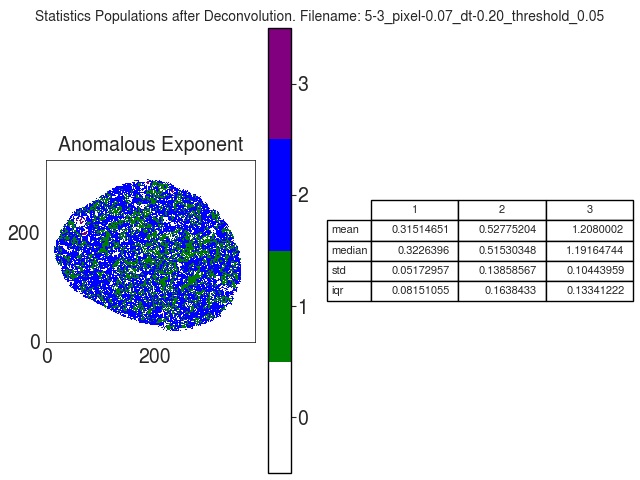 Statistics Populations after Deconvolution. Filename: 5-3_pixel-0.07_dt-0.20_threshold_0.05
Anomalous Exponent
200
0
0 200
3
2
1
0
1 2 3
mean 0.31514651 0.52775204 1.2080002
median 0.3226396 0.51530348 1.19164744
std 0.05172957 0.13858567 0.10443959
iqr 0.08151055 0.1638433 0.13341222